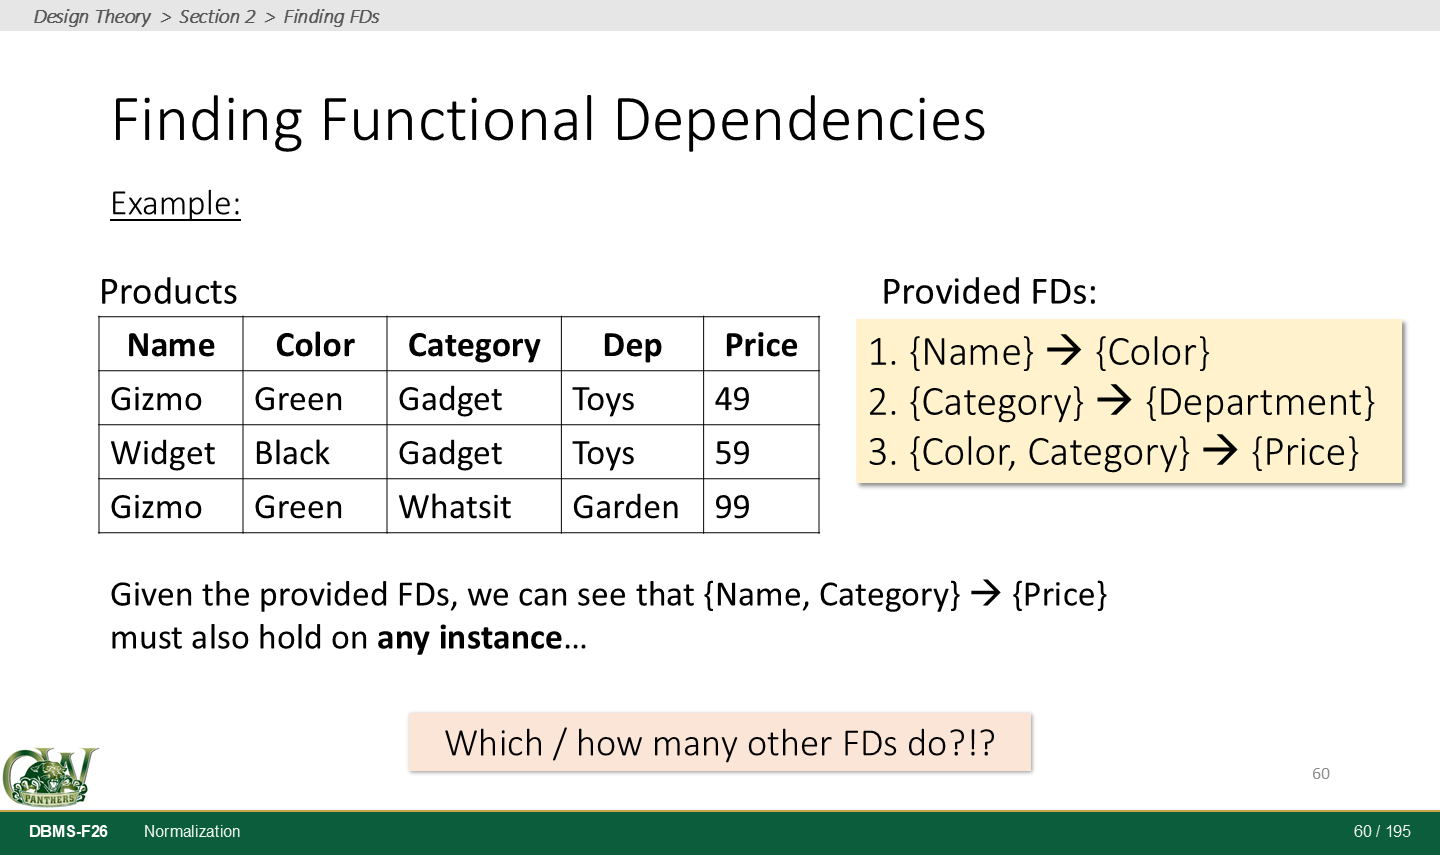 Design Theory > Section 2 > Finding FDs
Finding Functional Dependencies
Example:
Products
Name Color Category Dep Price
Gizmo Green Gadget Toys 49
Widget Black Gadget Toys 59
Gizmo Green Whatsit Garden 99
Provided FDs:
1. {Name} → {Color}
2. {Category} → {Department}
3. {Color, Category} → {Price}
Given the provided FDs, we can see that {Name, Category} → {Price}
must also hold on any instance…
Which / how many other FDs do?!?
60
OW
PANTHERS
DBMS-F26 Normalization 60 / 195